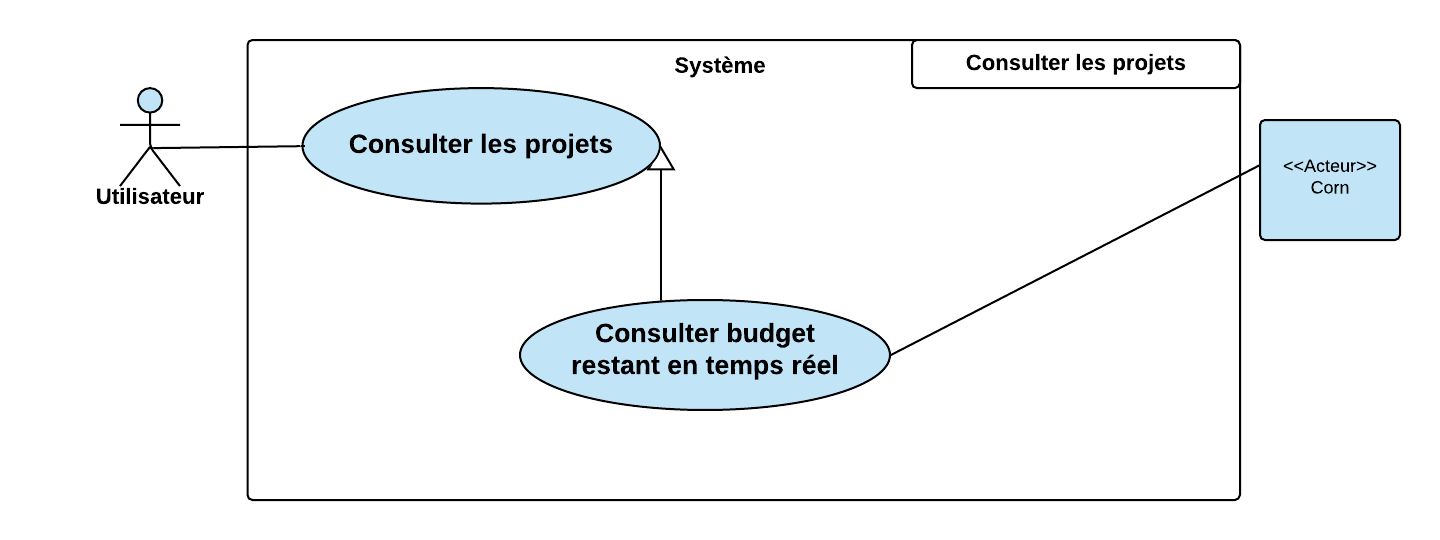 Système
Consulter les projets
Consulter les projets
<<Acteur>>
Corn
Utilisateur
Consulter budget
restant en temps réel